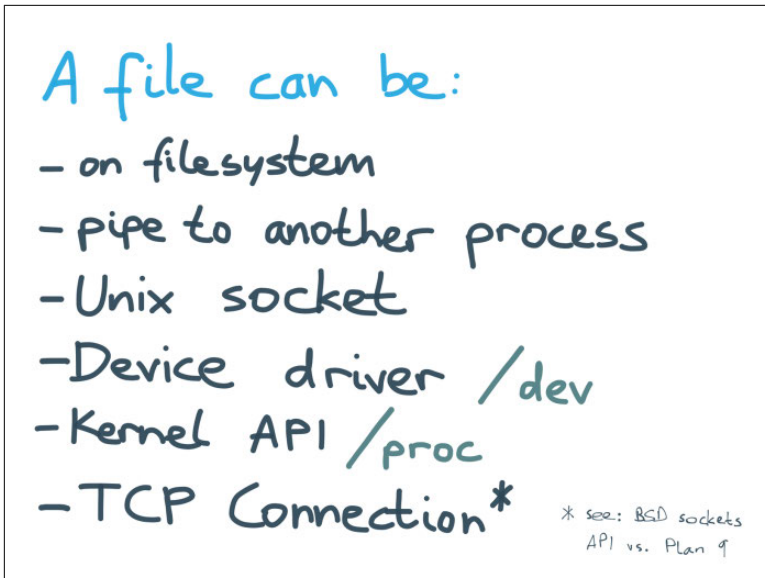 A file can be:
- on filesystem
- pipe to another process
- Unix socket
- Device driver /dev
- Kernel API /proc
- TCP Connection*
* see: BSD sockets
API vs. Plan 9